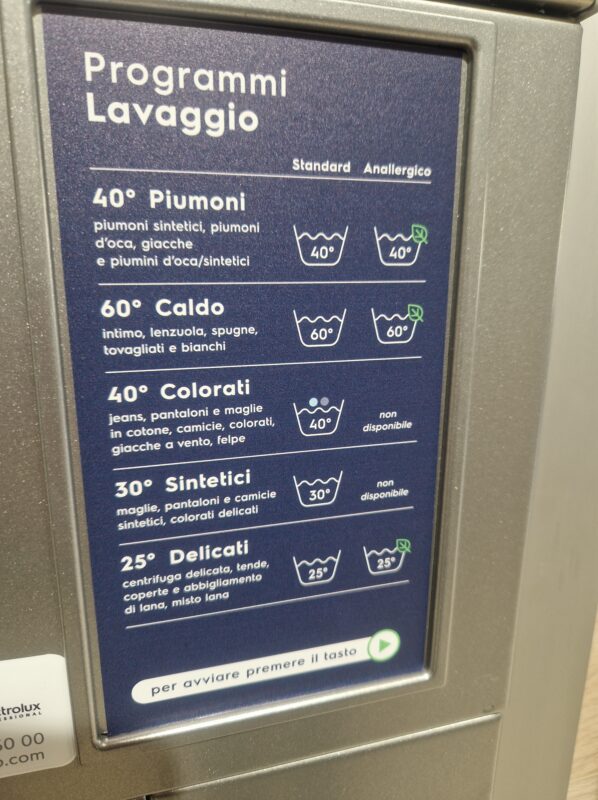 Programmi
Lavaggio
Standard Anallergico
40° Piumoni
piumoni sintetici, piumoni
d'oca, giacche
e piumini d'oca/sintetici
40° 40°
60° Caldo
intimo, lenzuola, spugne,
tovagliati e bianchi
60° 60°
40° Colorati
jeans, pantaloni e maglie
in cotone, camicie, colorati,
giacche a vento, felpe
40°
non
disponibile
30° Sintetici
maglie, pantaloni e camicie
sintetici, colorati delicati
30°
non
disponibile
25° Delicati
centrifuga delicata, tende,
coperte e abbigliamento
di lana, misto lana
25° 25°
per avviare premere il tasto